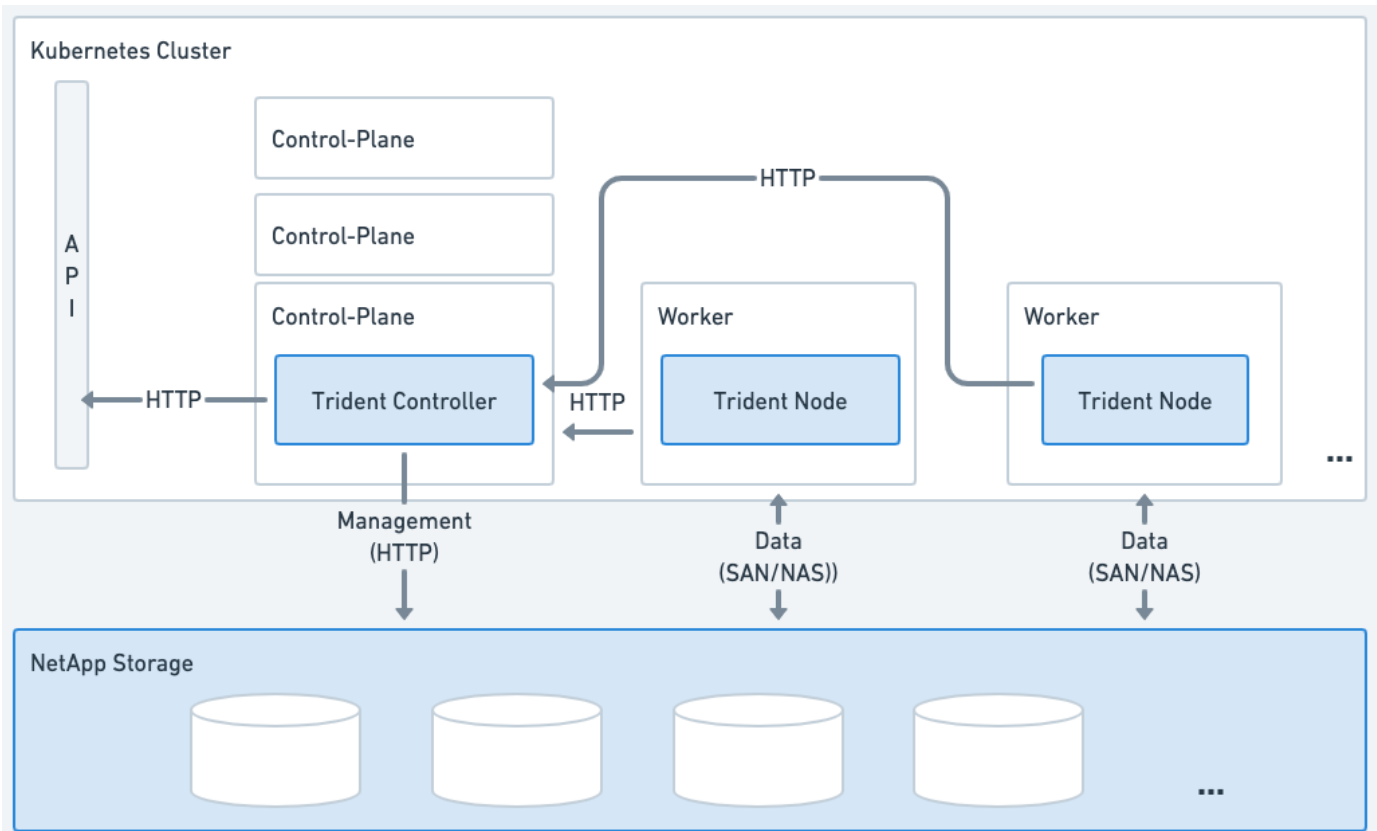 Kubernetes Cluster
A
P
I
Control-Plane
Control-Plane
Control-Plane
HTTP
Worker
Worker
HTTP
Trident Controller
HTTP
Trident Node
Trident Node
...
Management
(HTTP)
Data
(SAN/NAS))
Data
(SAN/NAS)
NetApp Storage
...